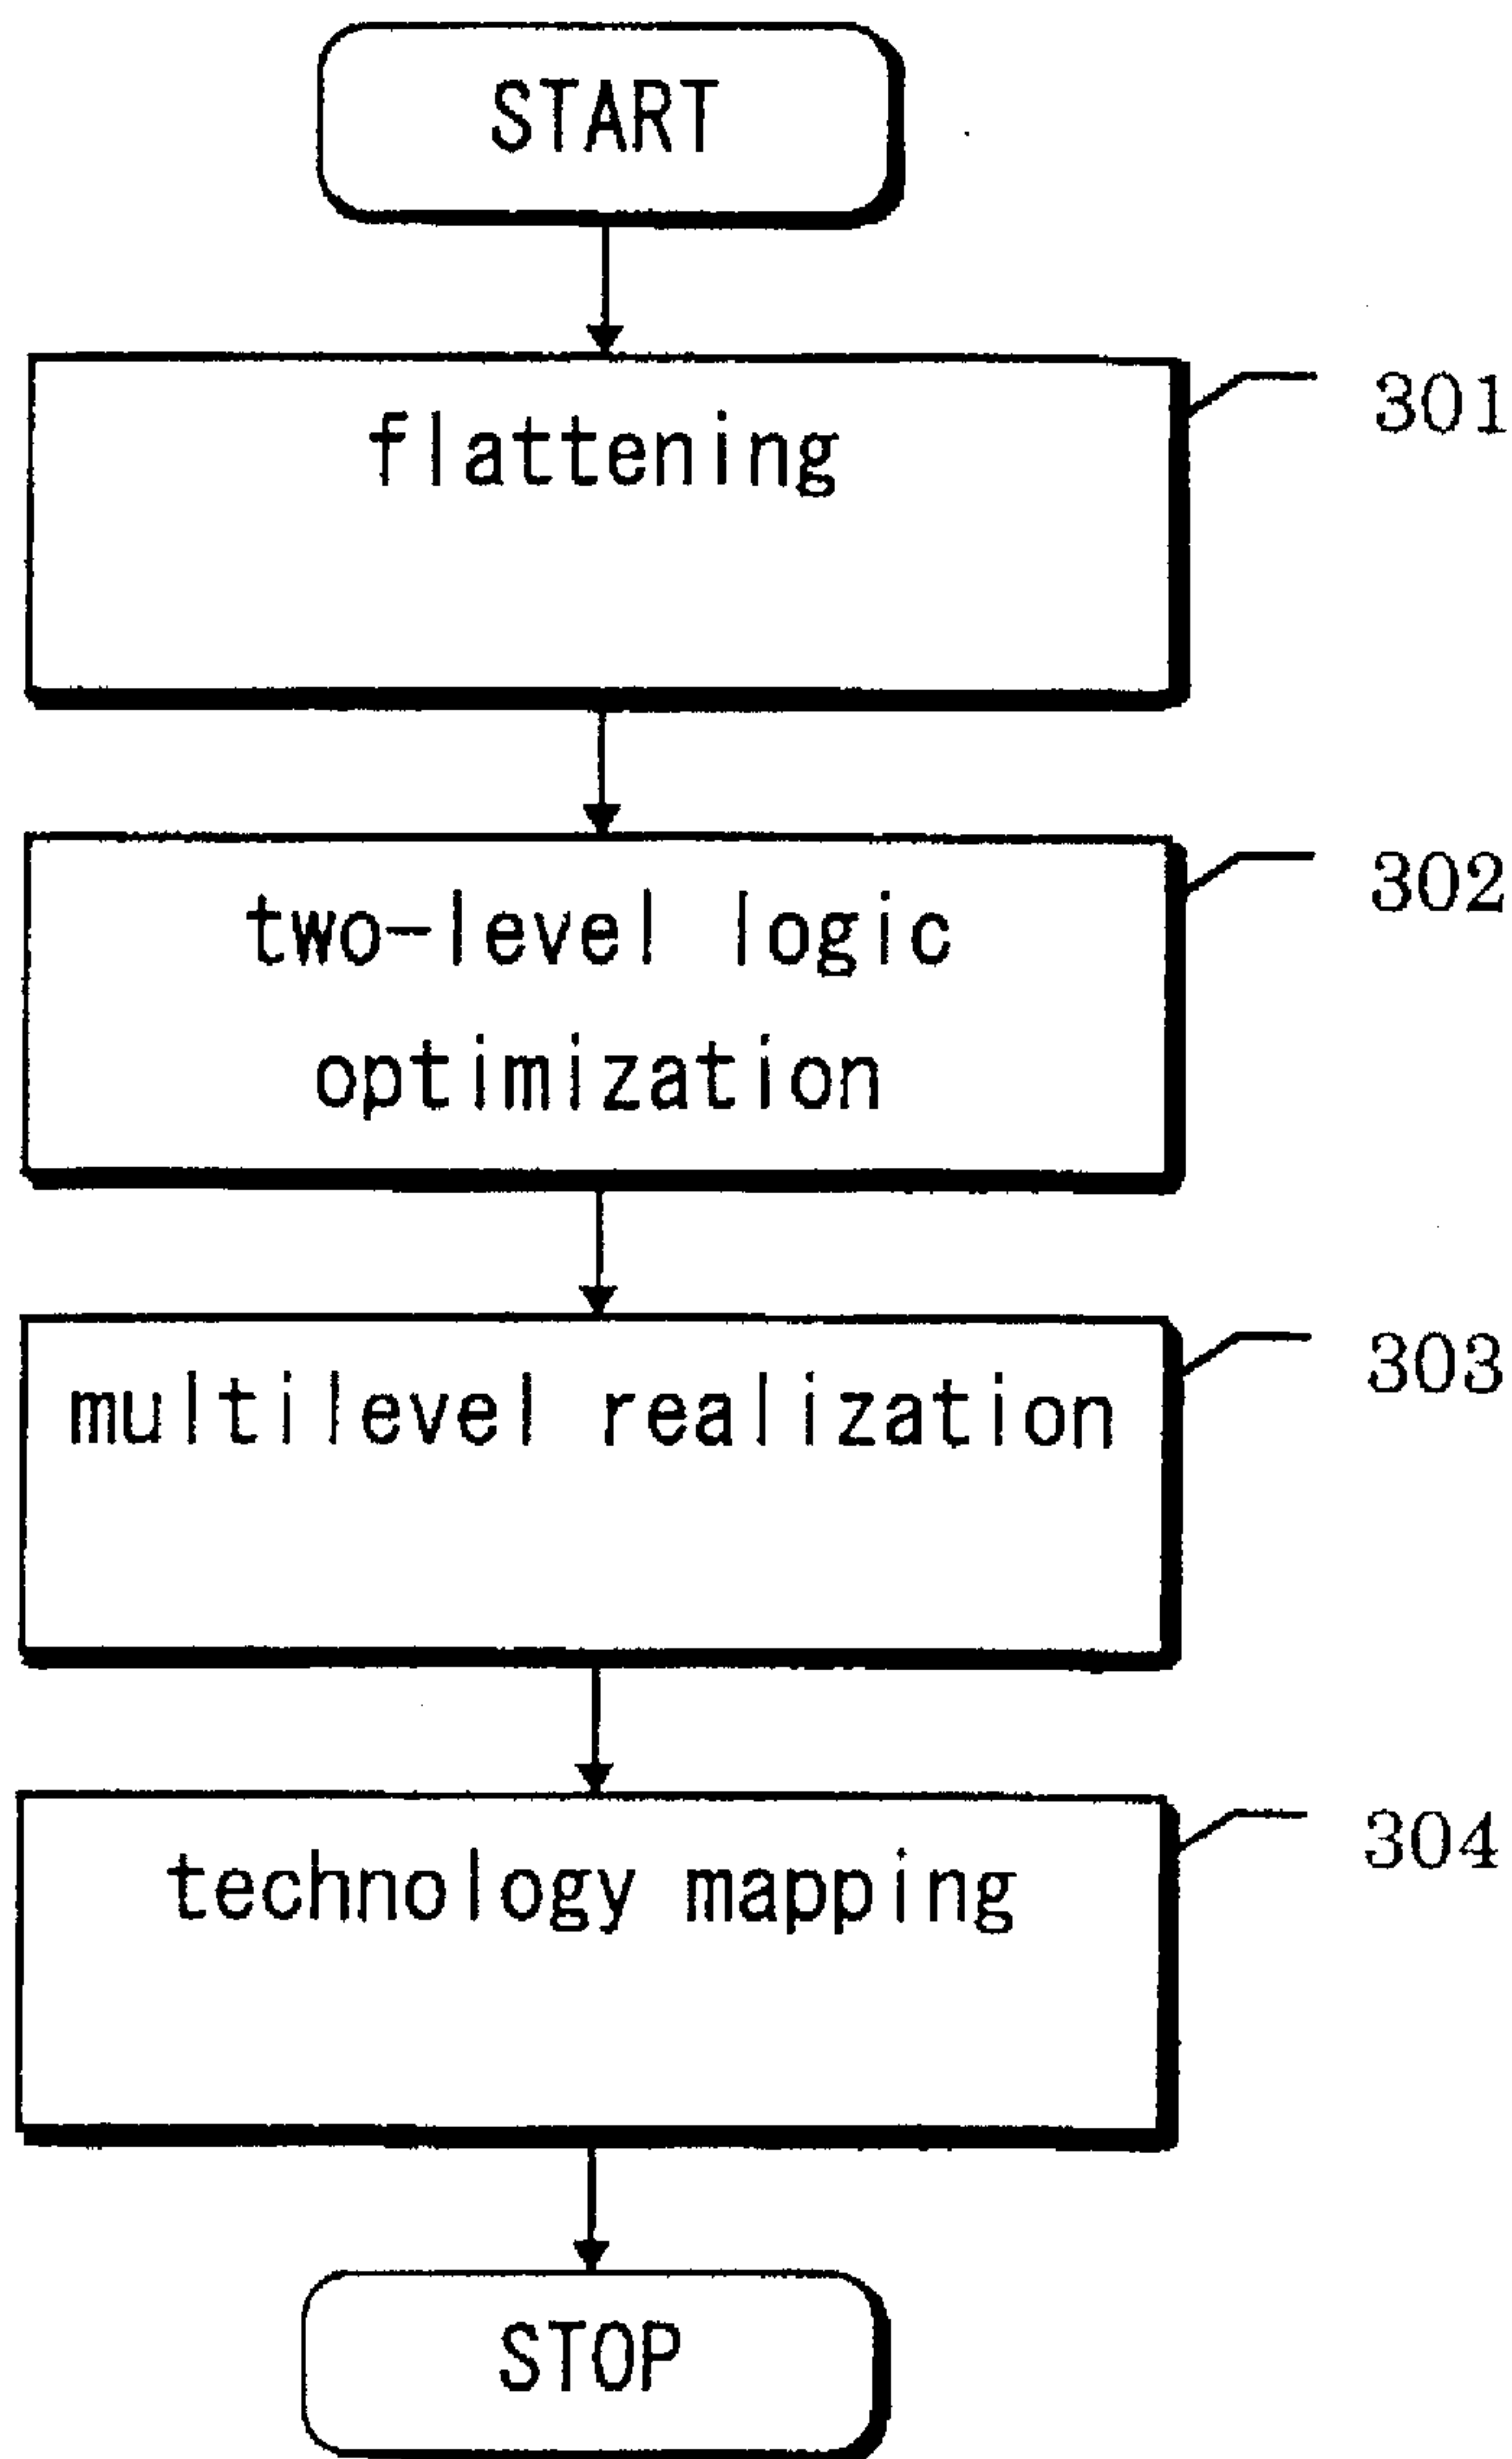 START
flattening
301
two-level logic
optimization
302
multilevel realization
303
technology mapping
304
STOP